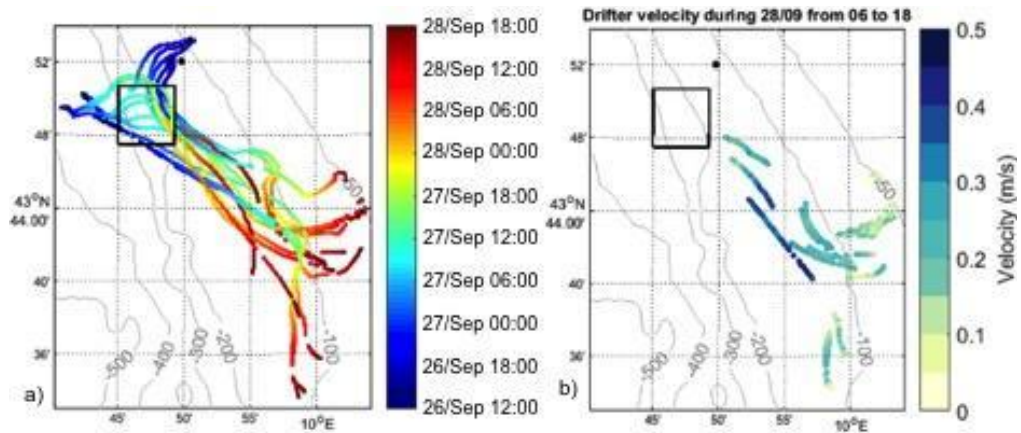 Drifter velocity during 28/09 from 06 to 18
52'
48'
43°N
44.00'
40'
36'
45'
50'
55'
10°E
-500
-400
-300
-200
-100
-50
a)
28/Sep 18:00
28/Sep 12:00
28/Sep 06:00
28/Sep 00:00
27/Sep 18:00
27/Sep 12:00
27/Sep 06:00
27/Sep 00:00
26/Sep 18:00
26/Sep 12:00
52'
48'
43°N
44.00'
40'
36'
45'
50'
55'
10°E
-500
-400
-300
-200
-100
-50
b)
0.5
0.4
0.3
0.2
0.1
0
Velocity (m/s)